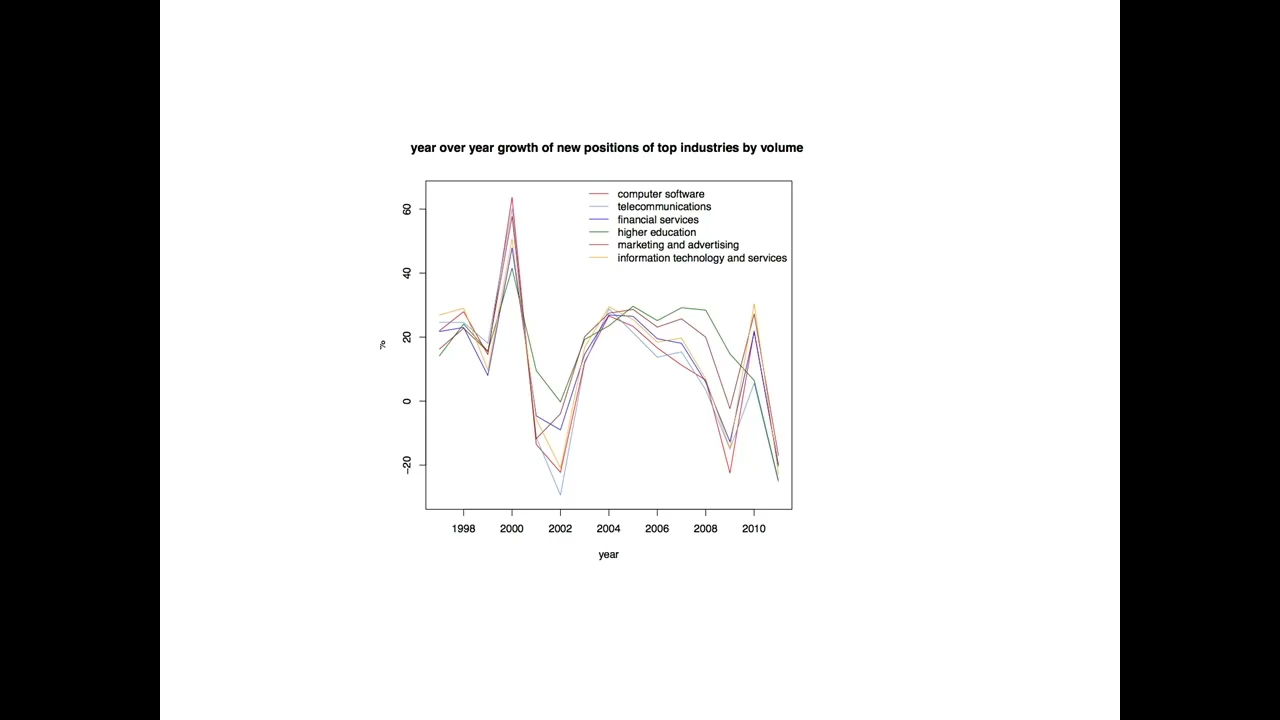 year over year growth of new positions of top industries by volume
computer software
telecommunications
financial services
higher education
marketing and advertising
information technology and services
60
40
20
0
−20
%
1998 2000 2002 2004 2006 2008 2010
year